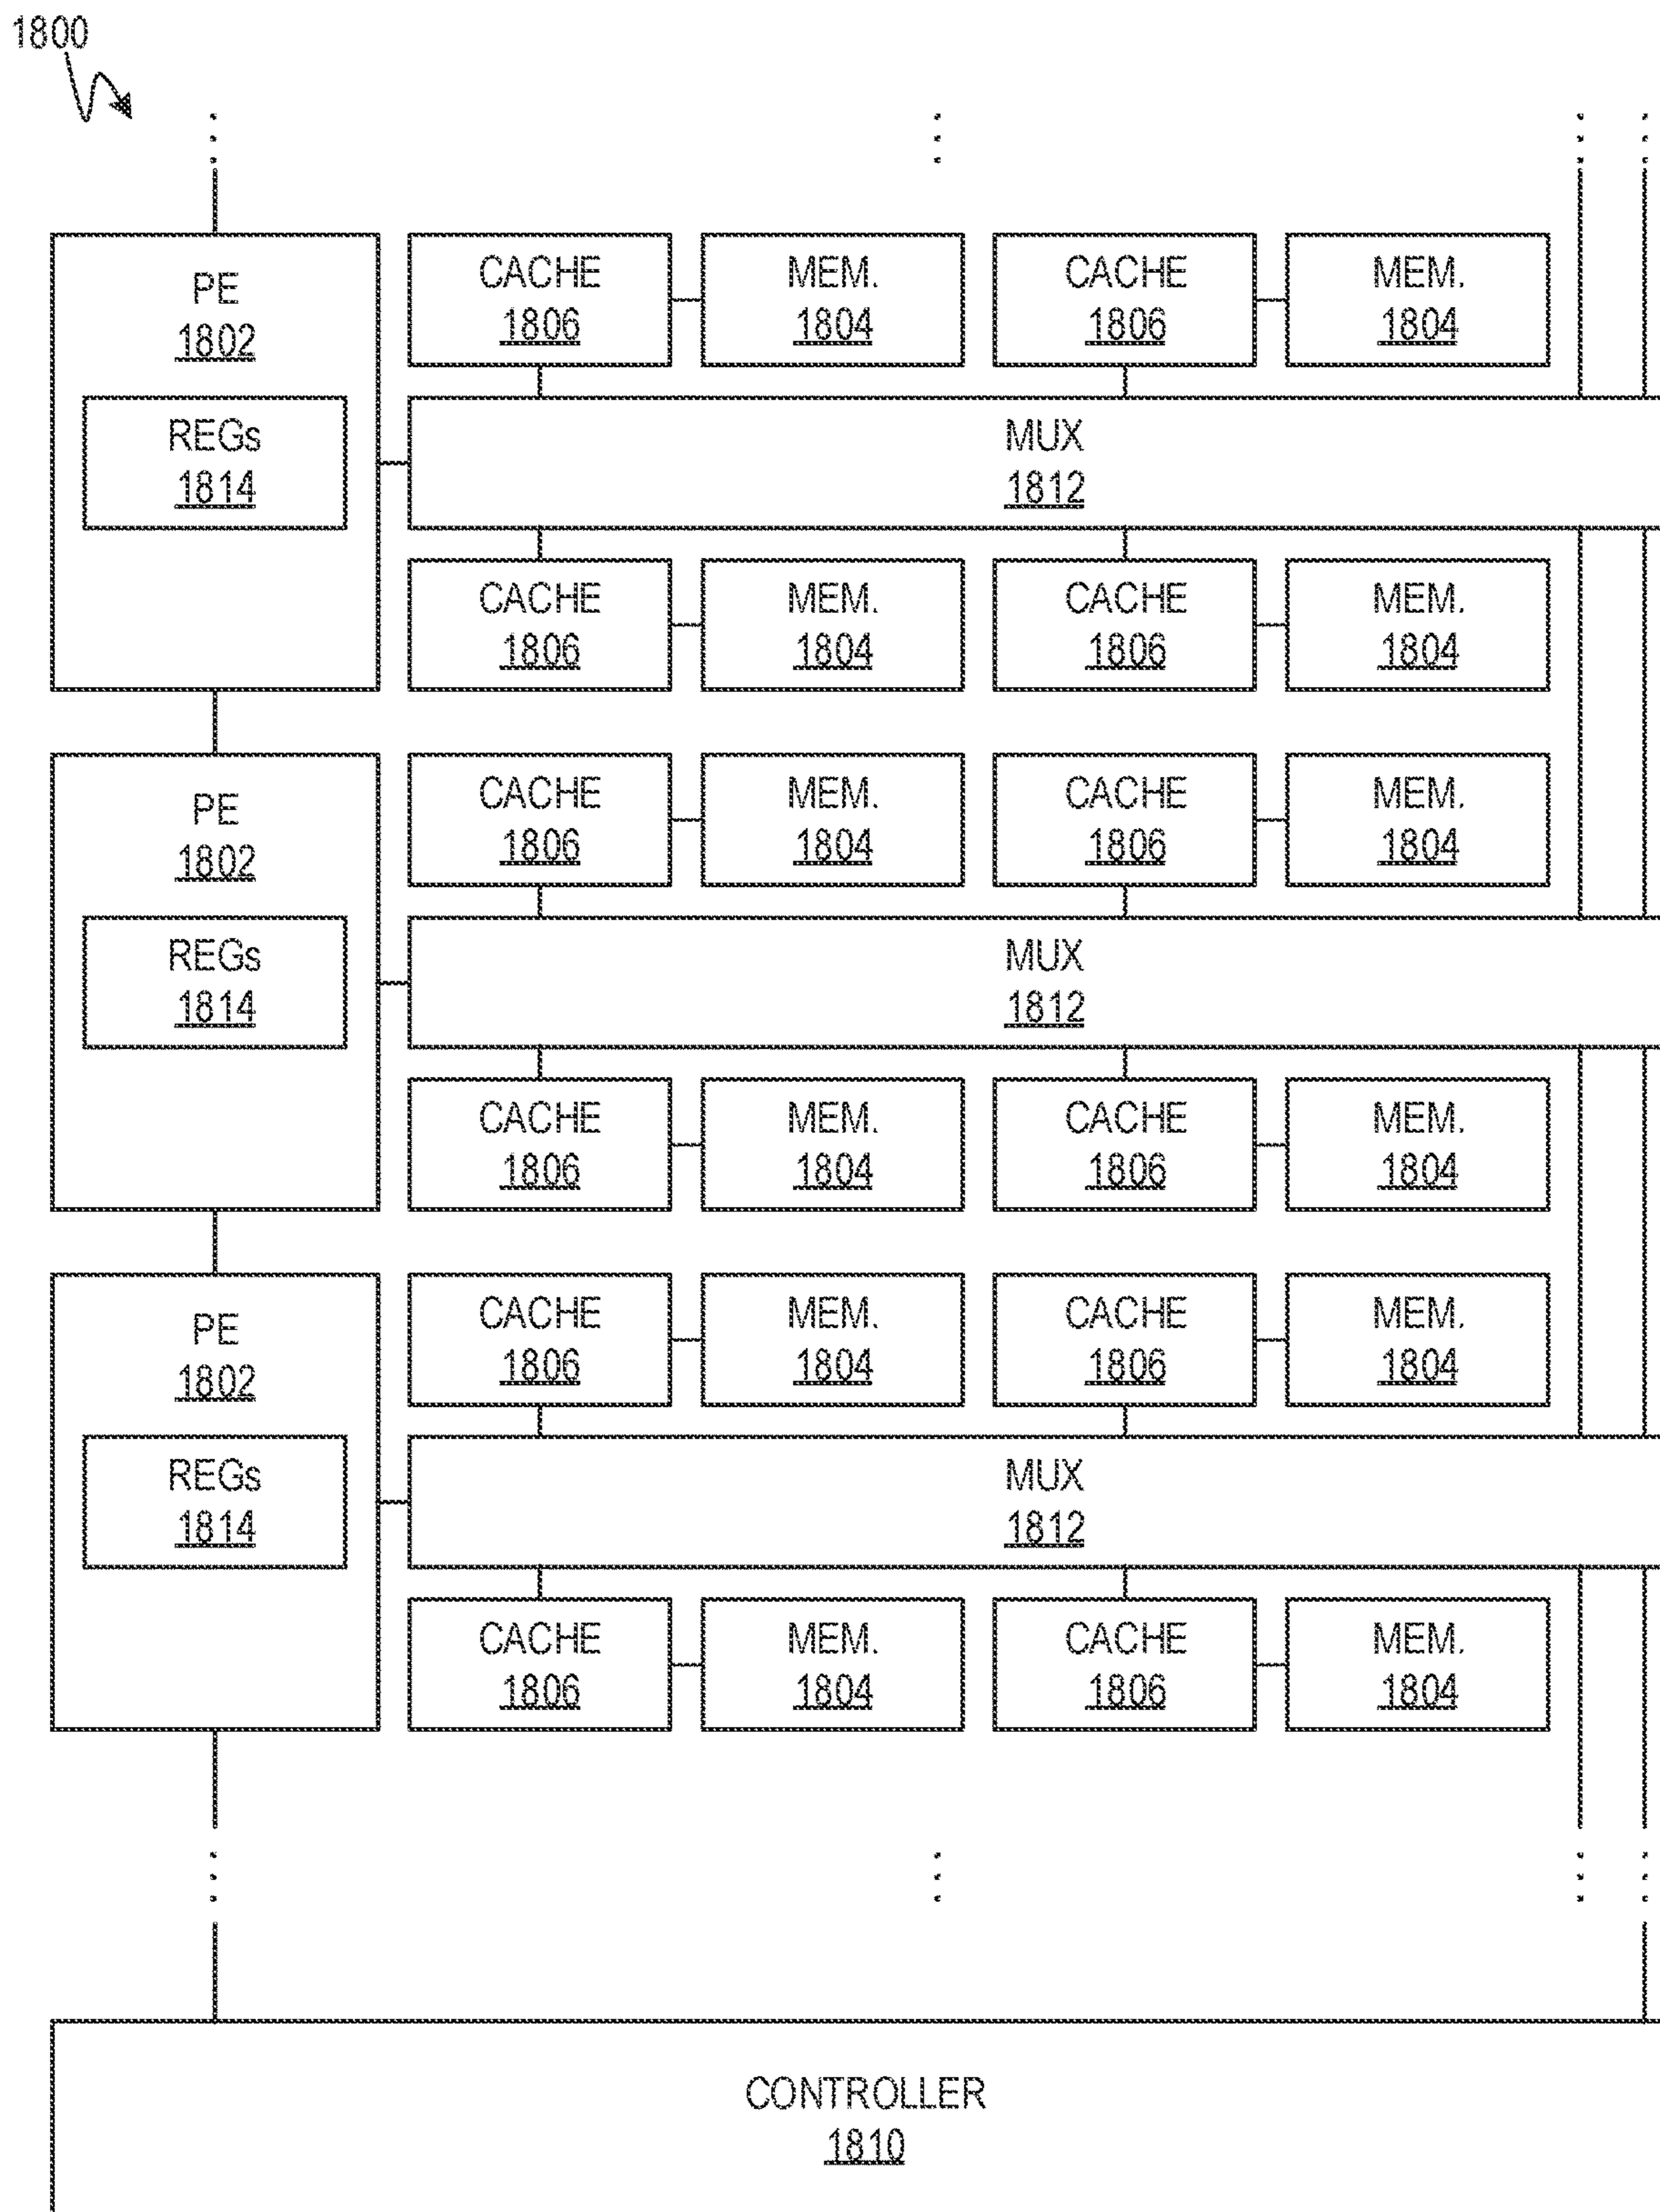 1800
PE
1802
REGs
1814
CACHE
1806
MEM.
1804
CACHE
1806
MEM.
1804
MUX
1812
CACHE
1806
MEM.
1804
CACHE
1806
MEM.
1804
PE
1802
REGs
1814
CACHE
1806
MEM.
1804
CACHE
1806
MEM.
1804
MUX
1812
CACHE
1806
MEM.
1804
CACHE
1806
MEM.
1804
PE
1802
REGs
1814
CACHE
1806
MEM.
1804
CACHE
1806
MEM.
1804
MUX
1812
CACHE
1806
MEM.
1804
CACHE
1806
MEM.
1804
CONTROLLER
1810